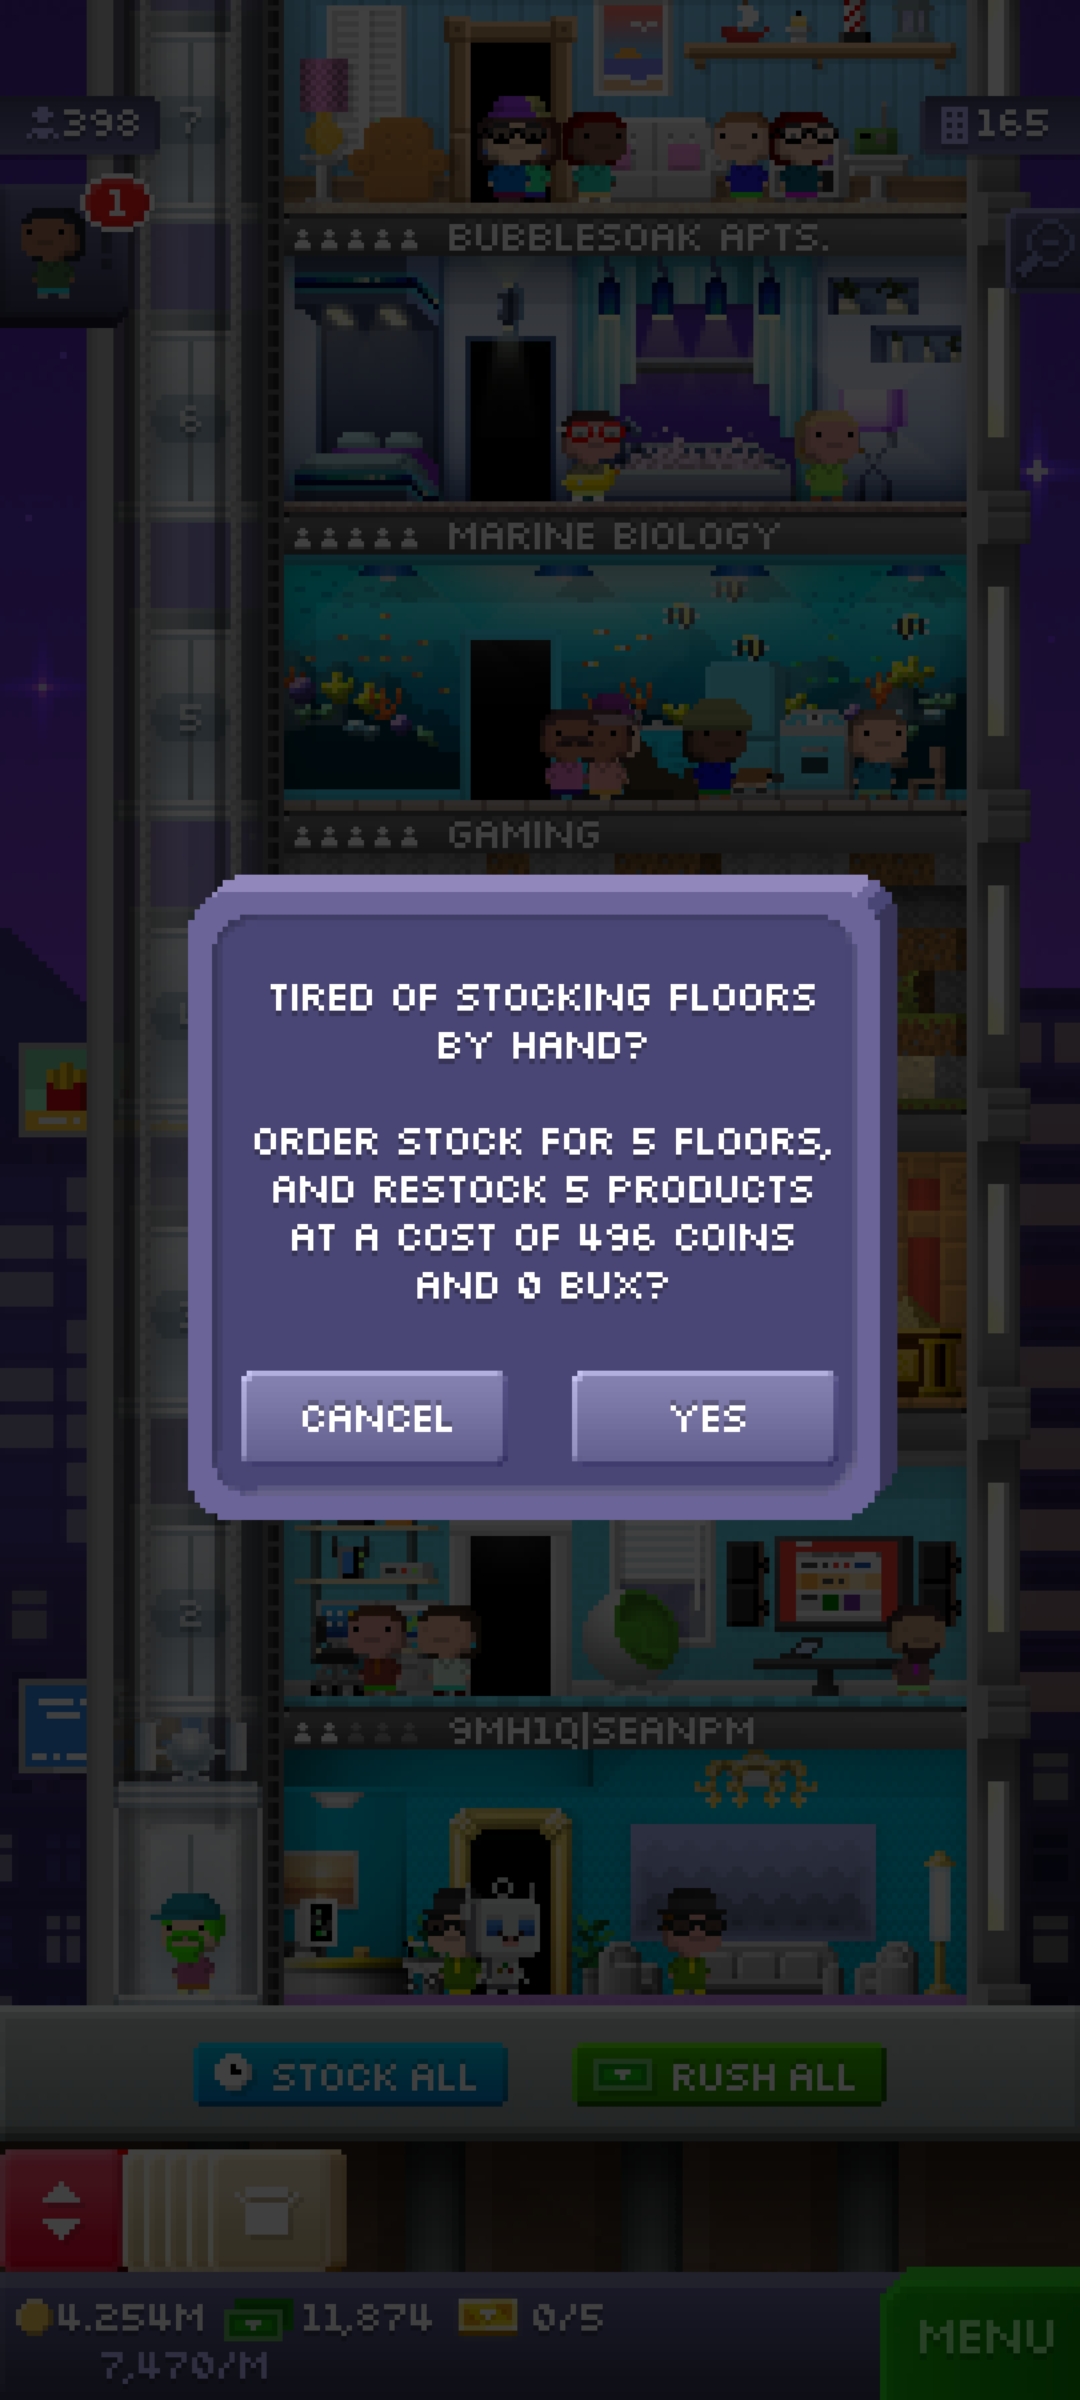 7
398
165
1
BUBBLESOAK APTS.
6
MARINE BIOLOGY
5
GAMING
TIRED OF STOCKING FLOORS
BY HAND?
ORDER STOCK FOR 5 FLOORS,
AND RESTOCK 5 PRODUCTS
AT A COST OF 496 COINS
AND 0 BUX?
CANCEL
YES
2
9MH1Q|SEANPM
STOCK ALL
RUSH ALL
4.254M
11,874
0/5
7,470/M
MENU